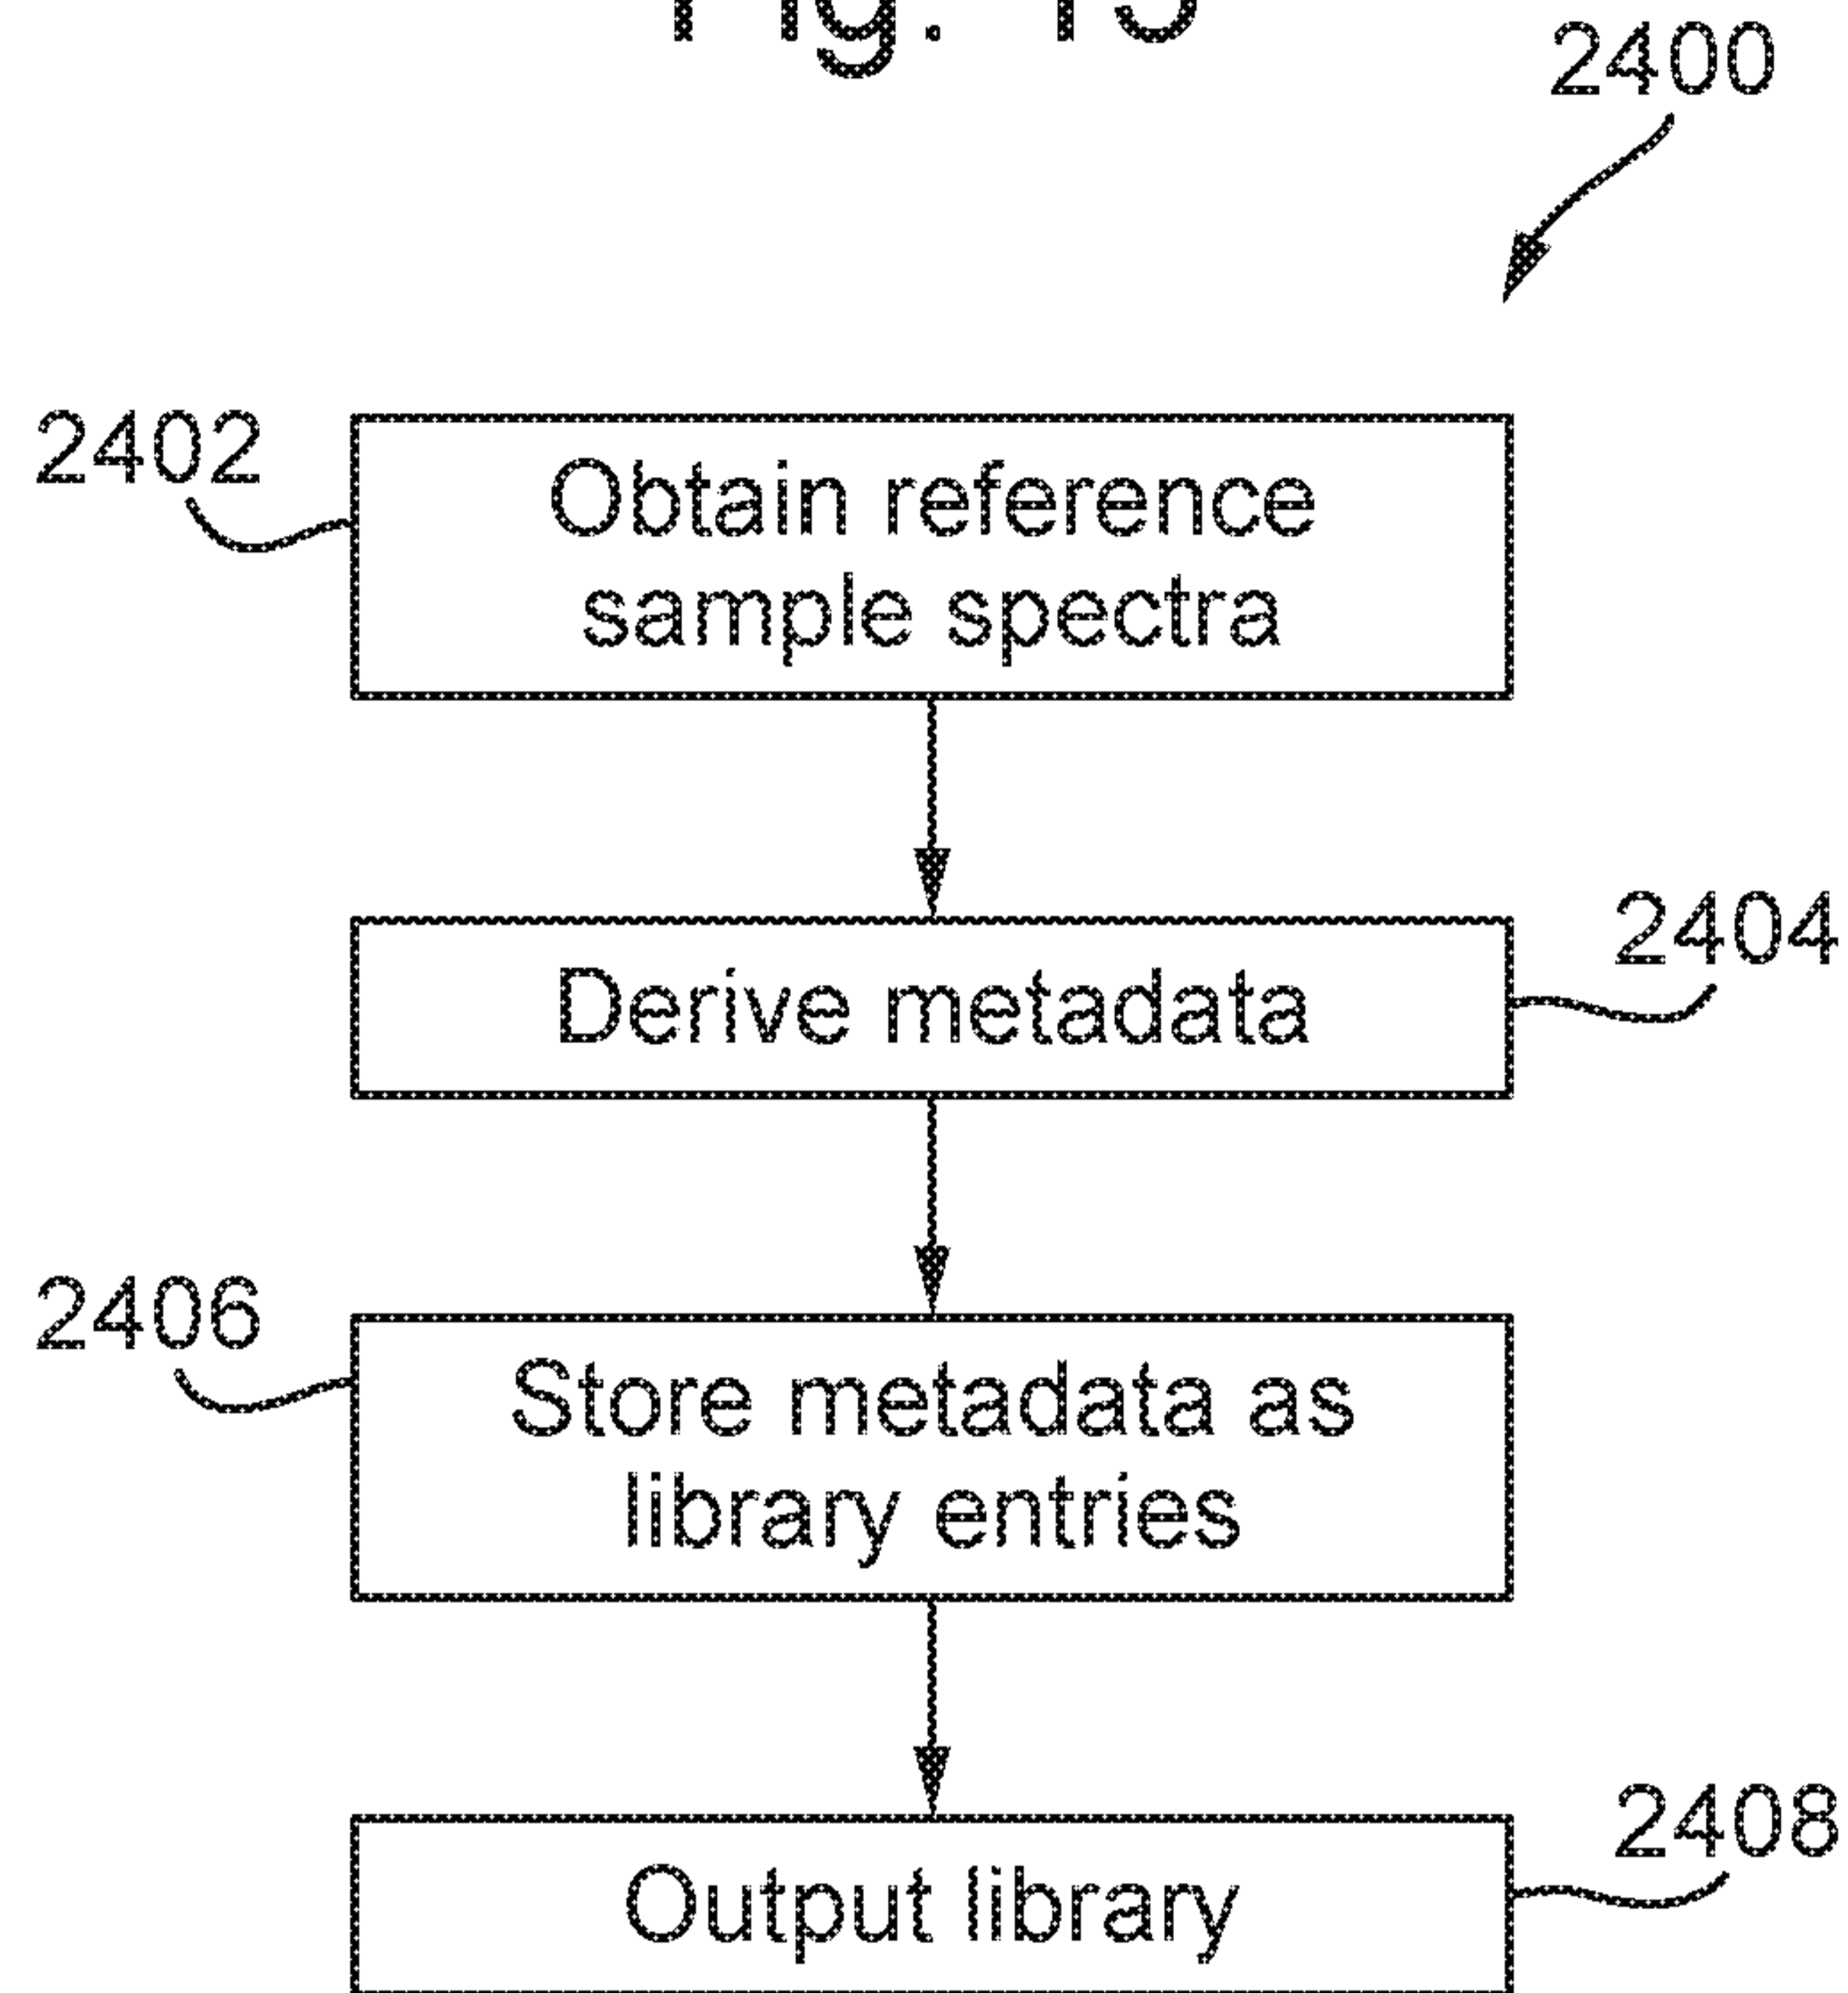 2400
2402
Obtain reference
sample spectra
Derive metadata
2404
2406
Store metadata as
library entries
Output library
2408